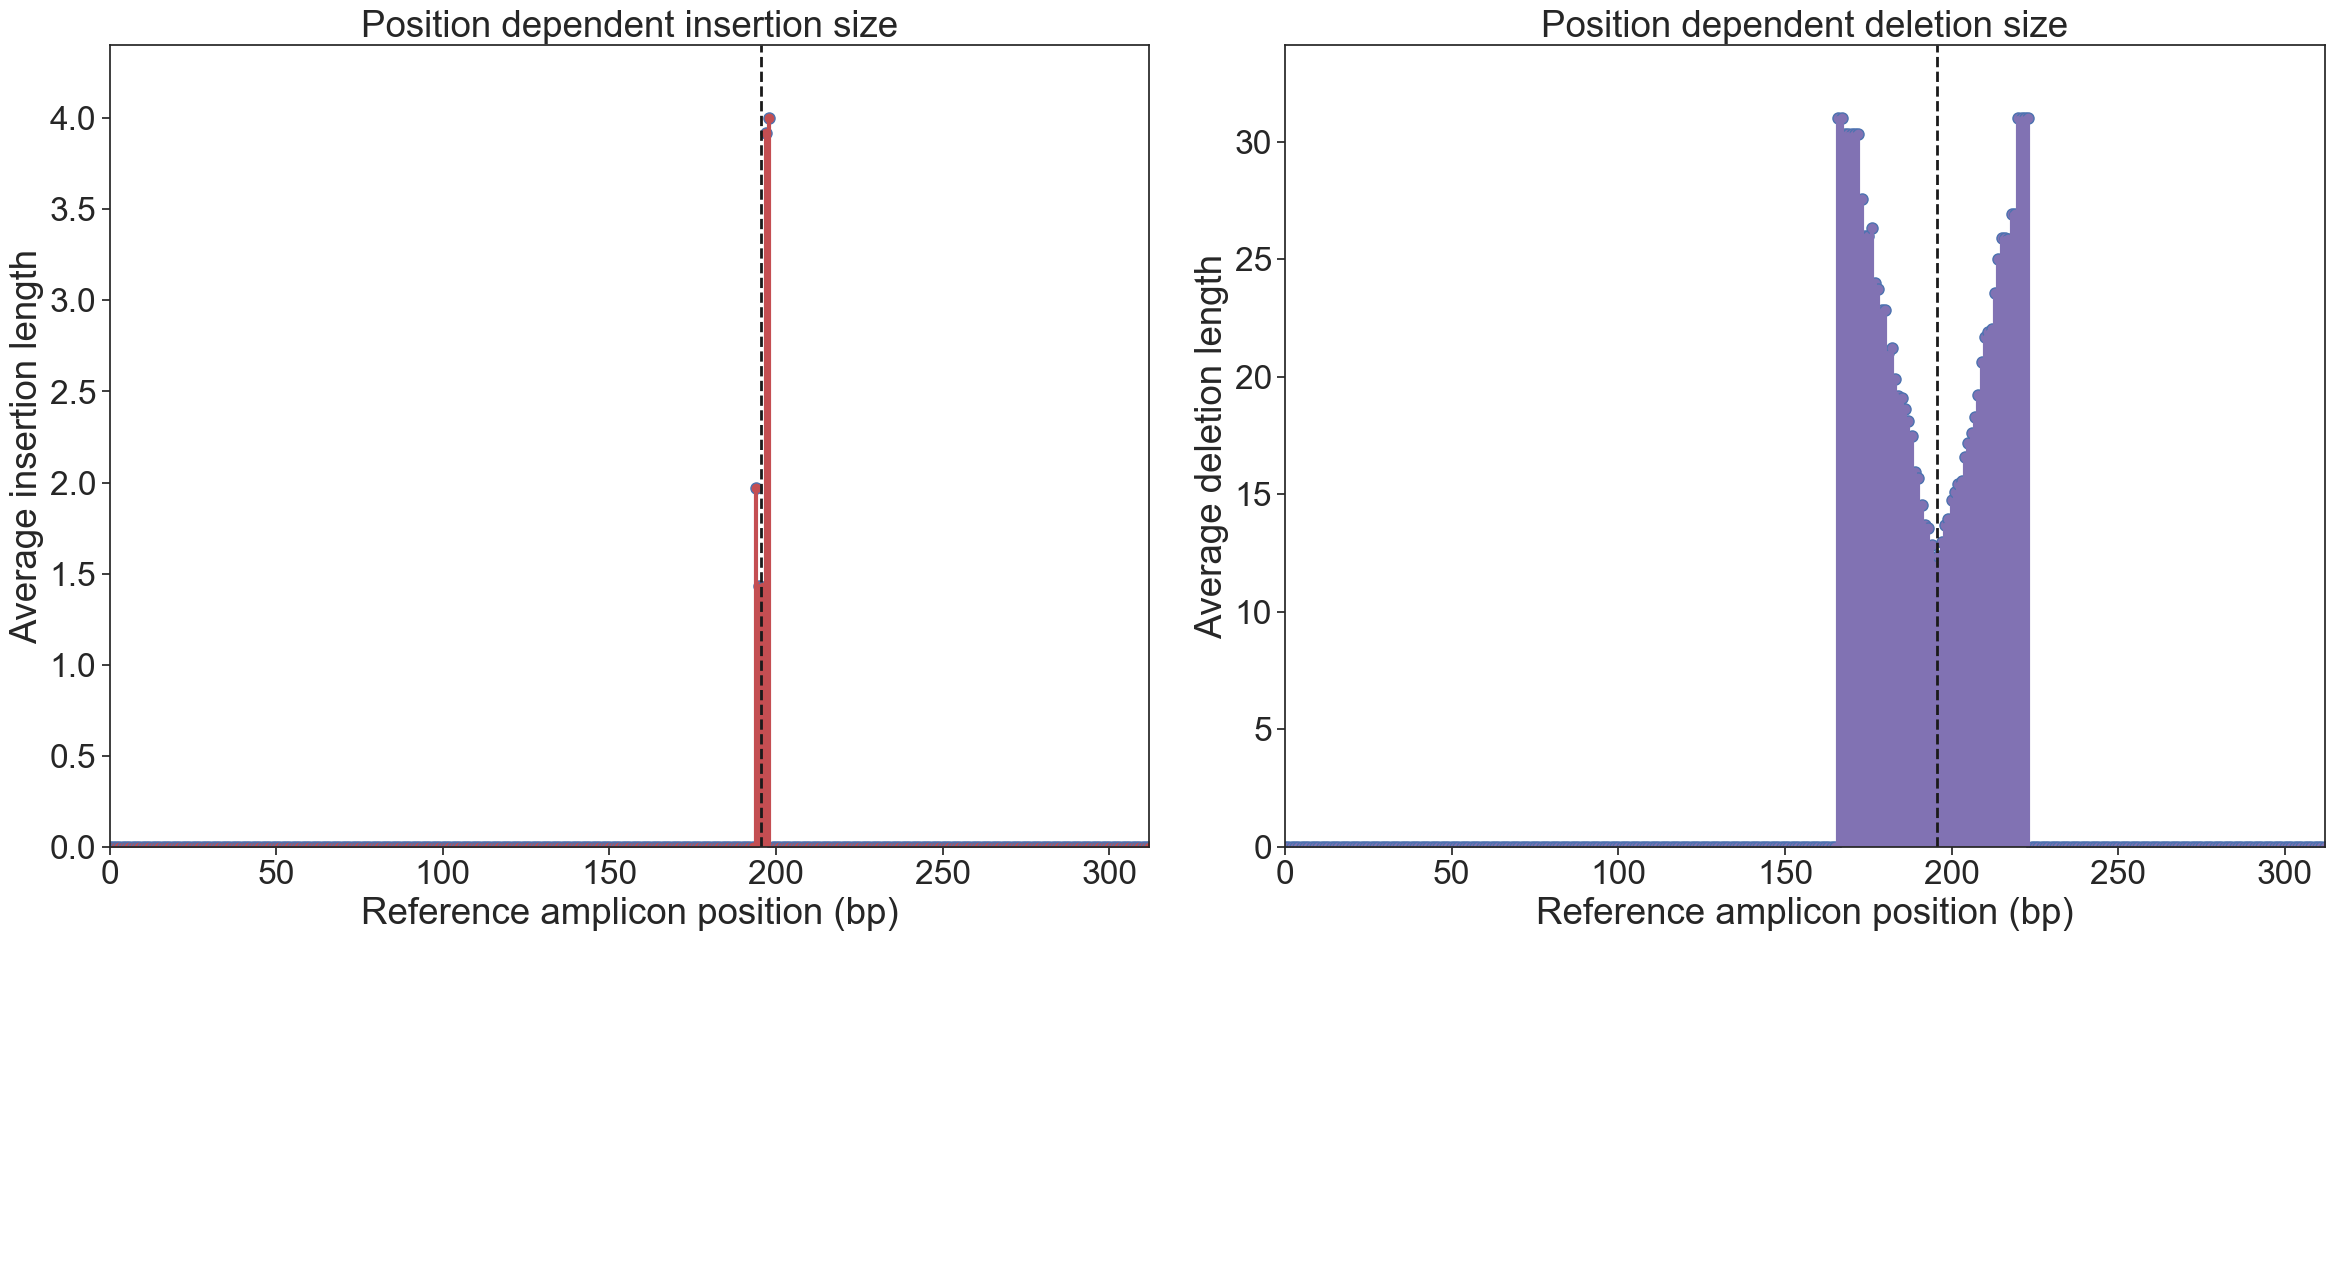 Position dependent insertion size
Average insertion length
4.0
3.5
3.0
2.5
2.0
1.5
1.0
0.5
0.0
0 50 100 150 200 250 300
Reference amplicon position (bp)
Position dependent deletion size
Average deletion length
30
25
20
15
10
5
0
0 50 100 150 200 250 300
Reference amplicon position (bp)